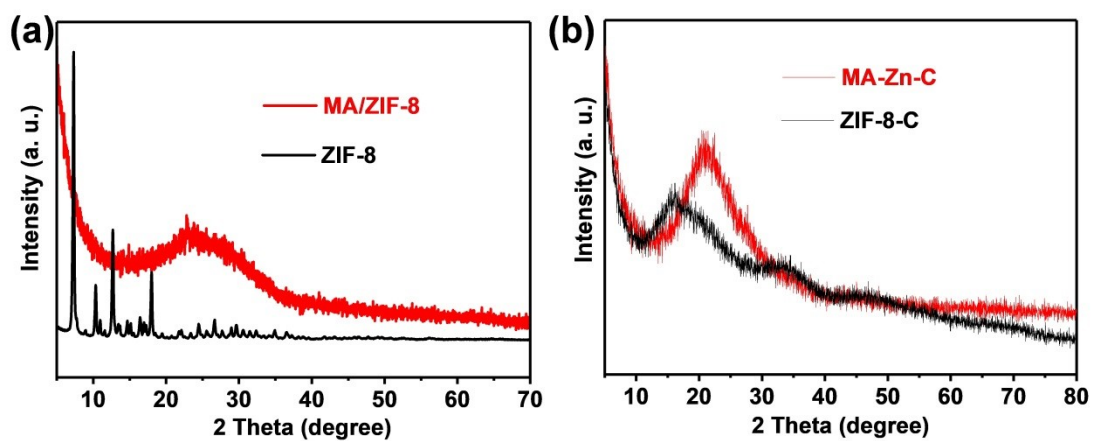 (a)
MA/ZIF-8
ZIF-8
Intensity (a. u.)
10 20 30 40 50 60 70
2 Theta (degree)
(b)
MA-Zn-C
ZIF-8-C
Intensity (a. u.)
10 20 30 40 50 60 70 80
2 Theta (degree)